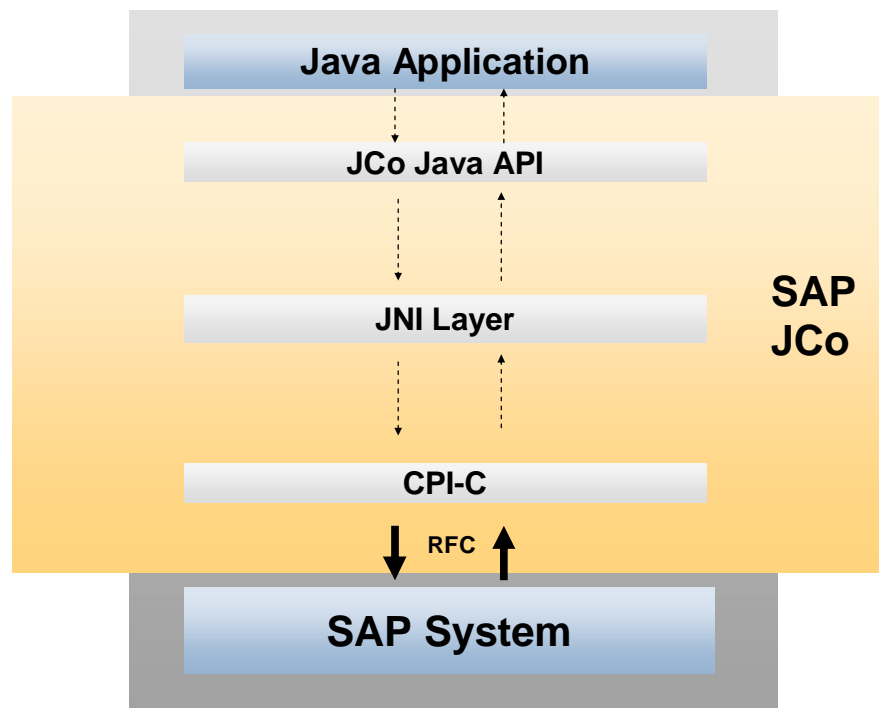 Java Application
JCo Java API
SAP
JCo
JNI Layer
CPI-C
RFC
SAP System